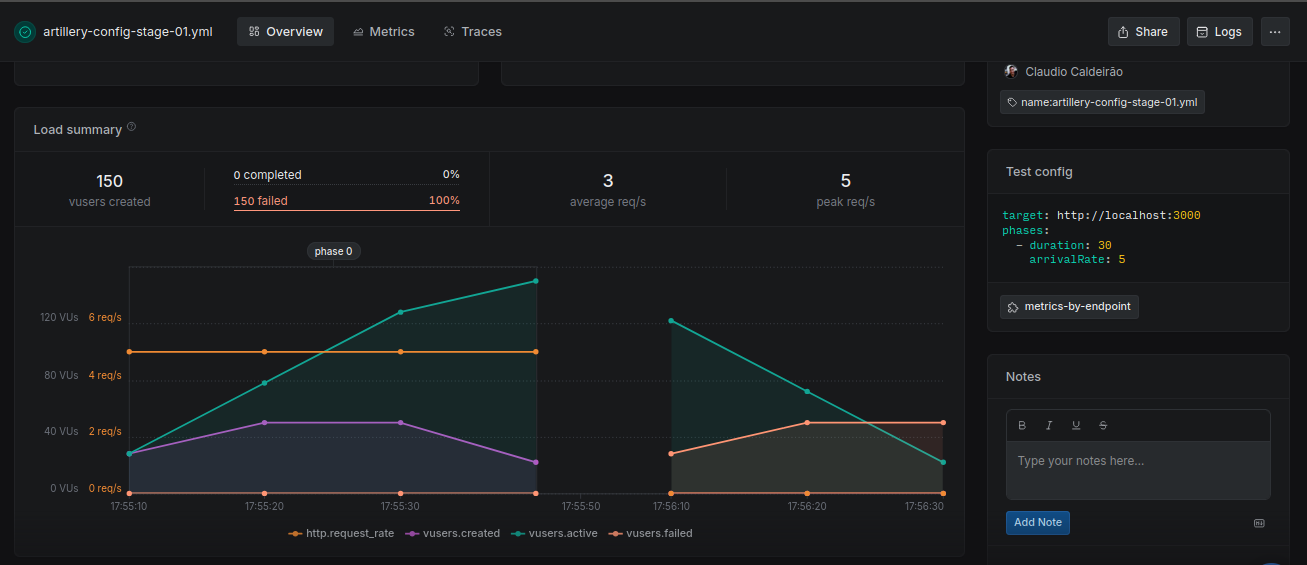 artillery-config-stage-01.yml
Overview
Metrics
Traces
Share
Logs
...
Claudio Caldeirão
name:artillery-config-stage-01.yml
Load summary
150
vusers created
0 completed 0%
150 failed 100%
3
average req/s
5
peak req/s
phase 0
120 VUs 6 req/s
80 VUs 4 req/s
40 VUs 2 req/s
0 VUs 0 req/s
17:55:10 17:55:20 17:55:30 17:55:50 17:56:10 17:56:20 17:56:30
http.request_rate vusers.created vusers.active vusers.failed
Test config
target: http://localhost:3000
phases:
- duration: 30
arrivalRate: 5
metrics-by-endpoint
Notes
B I U S
Type your notes here...
Add Note